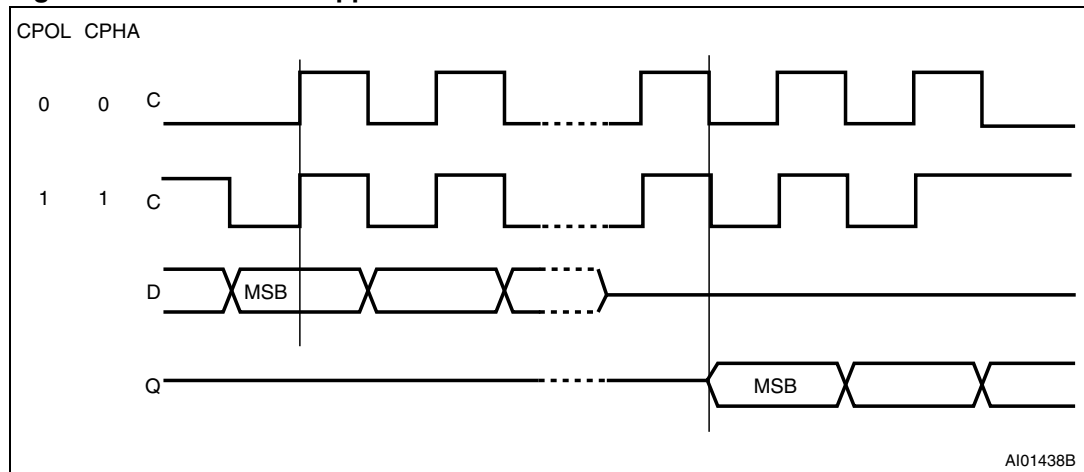 CPOL CPHA
0 0 C
1 1 C
D MSB
Q MSB
AI01438B